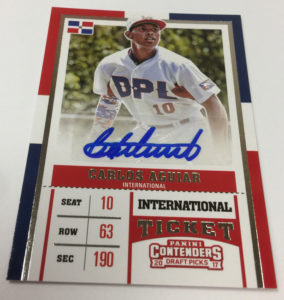 DPL
10
CARLOS AGUIAR
INTERNATIONAL
SEAT 10
ROW 63
SEC 190
INTERNATIONAL
TICKET
PANINI
CONTENDERS
20 17
DRAFT PICKS